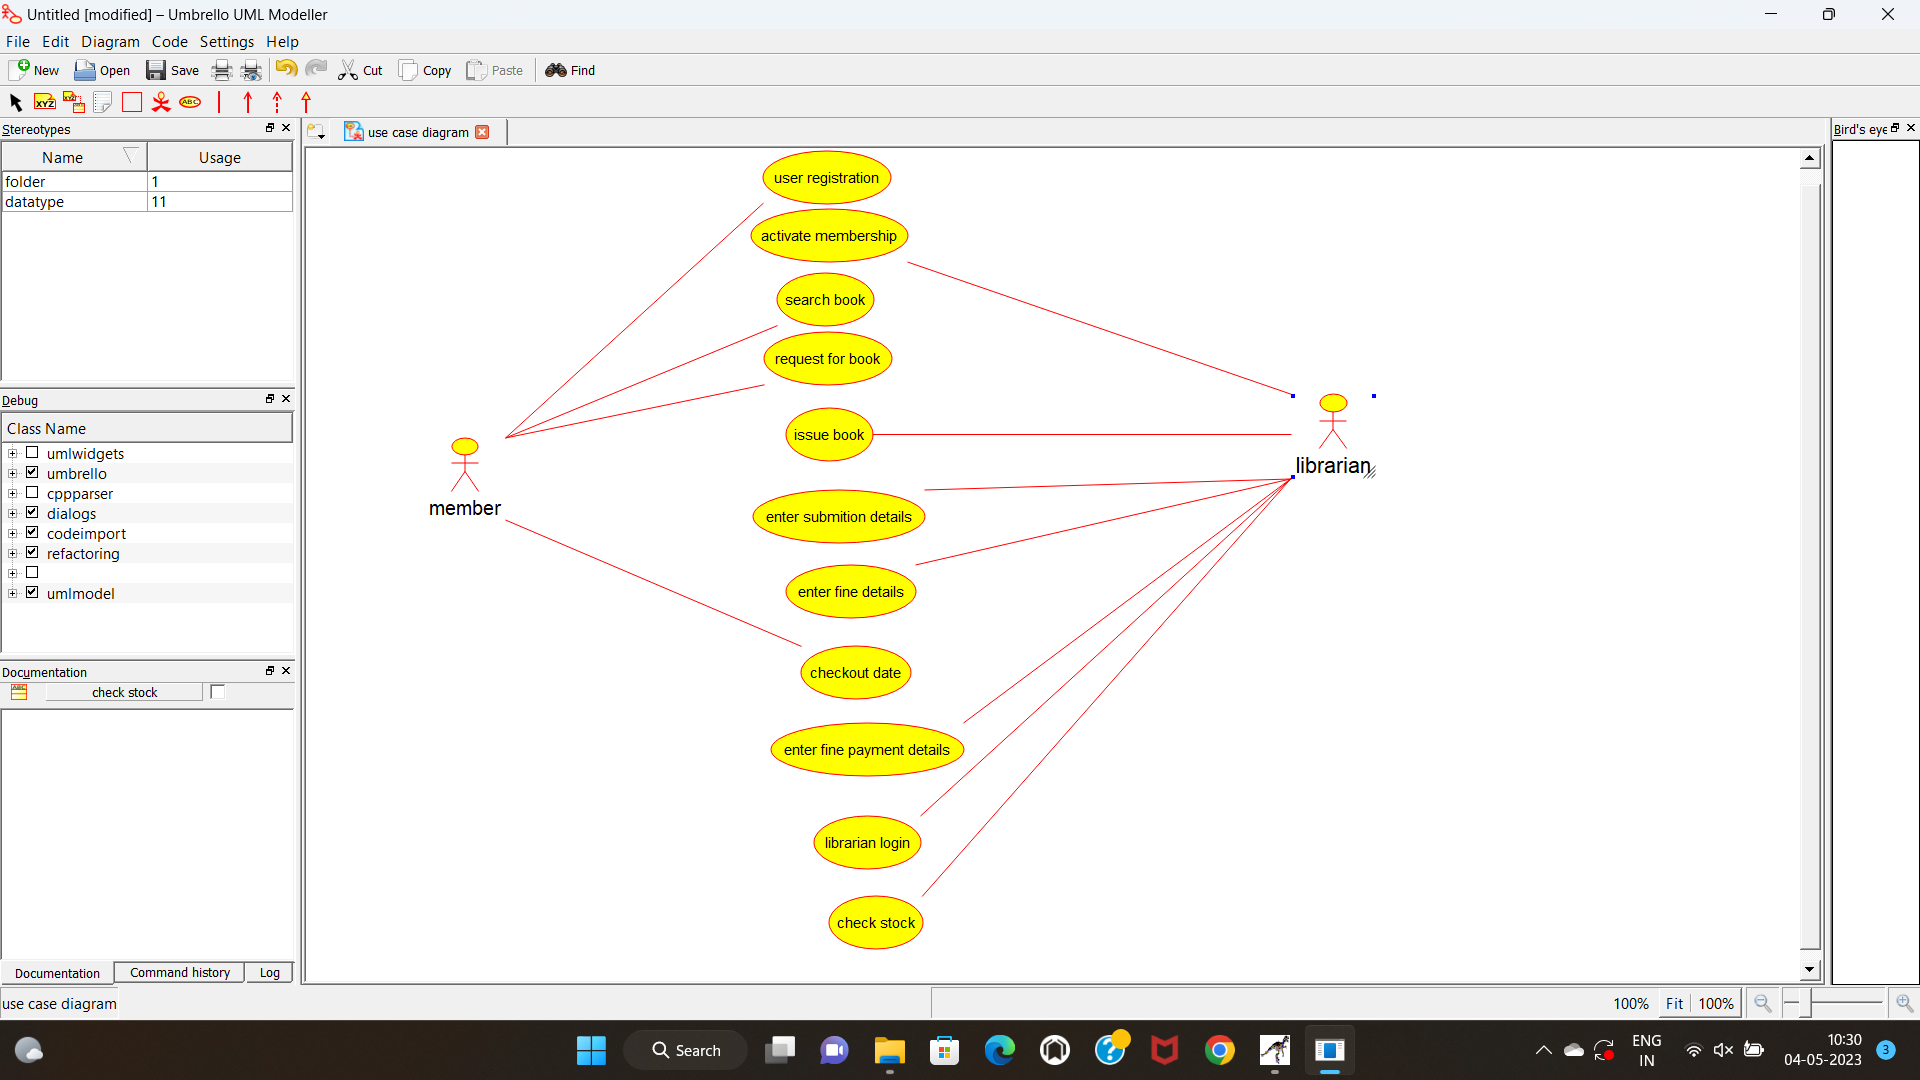 Untitled [modified] – Umbrello UML Modeller
File Edit Diagram Code Settings Help
New Open Save Cut Copy Paste Find
XYZ XYZ ABC
Stereotypes
Name Usage
folder 1
datatype 11
Debug
Class Name
umlwidgets
umbrello
cppparser
dialogs
codeimport
refactoring
umlmodel
Documentation
ABC check stock
Documentation Command history Log
use case diagram
use case diagram
user registration
activate membership
search book
request for book
issue book
enter submition details
enter fine details
checkout date
enter fine payment details
librarian login
check stock
member
librarian
Bird's eye
100% Fit 100%
Search
ENG
IN
10:30
04-05-2023
3